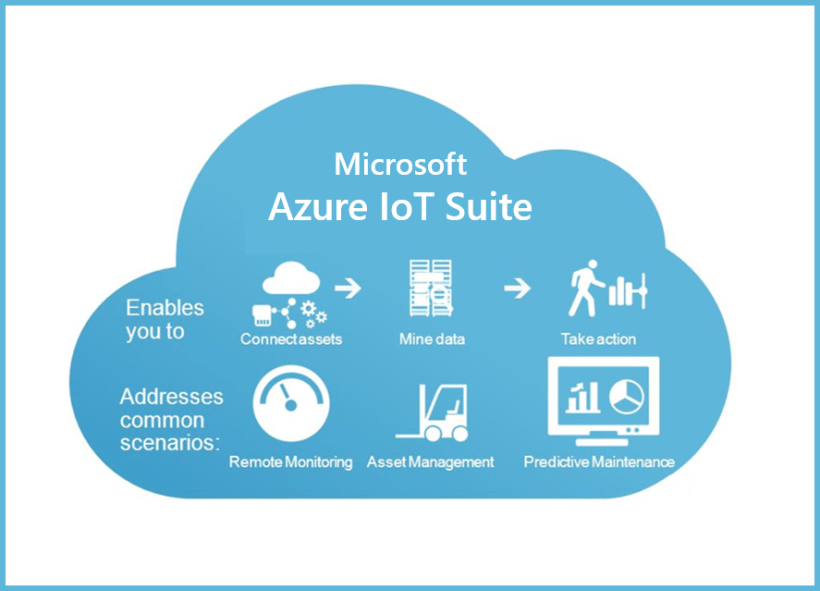 Microsoft
Azure IoT Suite
Enables
you to
Connect assets
Mine data
Take action
Addresses
common
scenarios:
Remote Monitoring
Asset Management
Predictive Maintenance